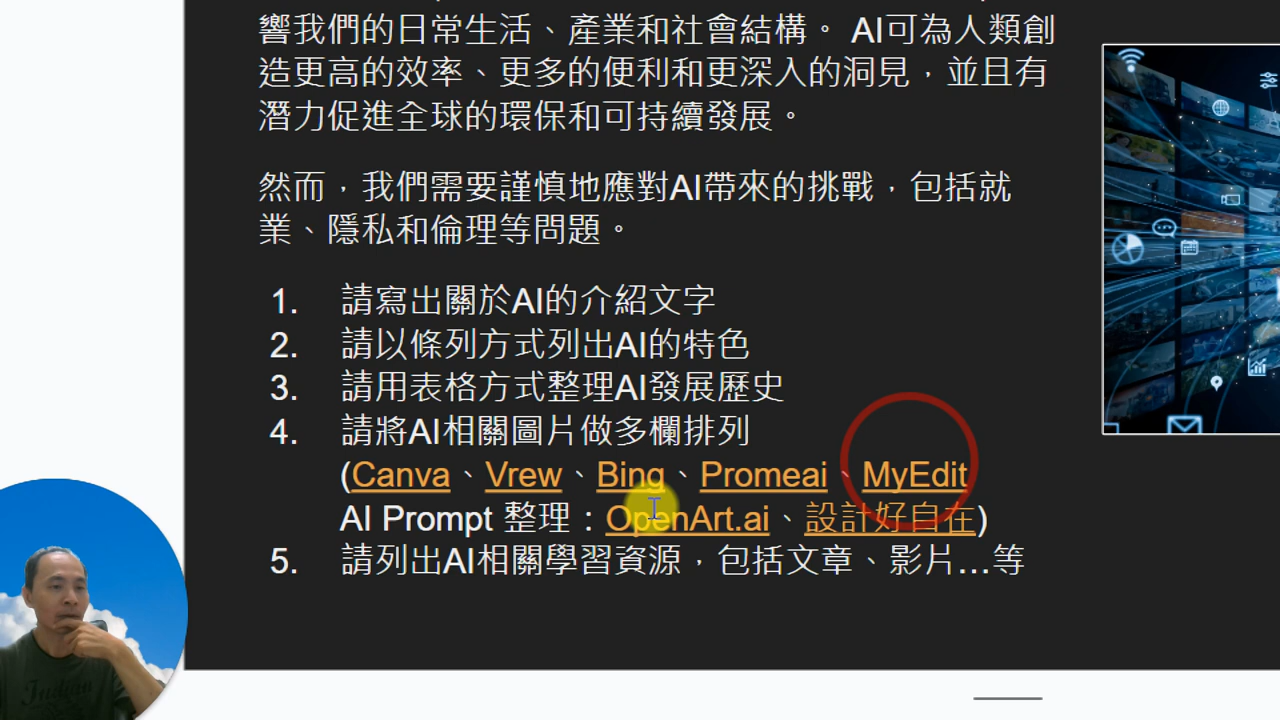 響我們的日常生活、產業和社會結構。 AI可為人類創
造更高的效率、更多的便利和更深入的洞見，並且有
潛力促進全球的環保和可持續發展。
然而，我們需要謹慎地應對AI帶來的挑戰，包括就
業、隱私和倫理等問題。
1. 請寫出關於AI的介紹文字
2. 請以條列方式列出AI的特色
3. 請用表格方式整理AI發展歷史
4. 請將AI相關圖片做多欄排列
(Canva、Vrew、Bing、Promeai、MyEdit
AI Prompt 整理：OpenArt.ai、設計好自在)
5. 請列出AI相關學習資源，包括文章、影片...等